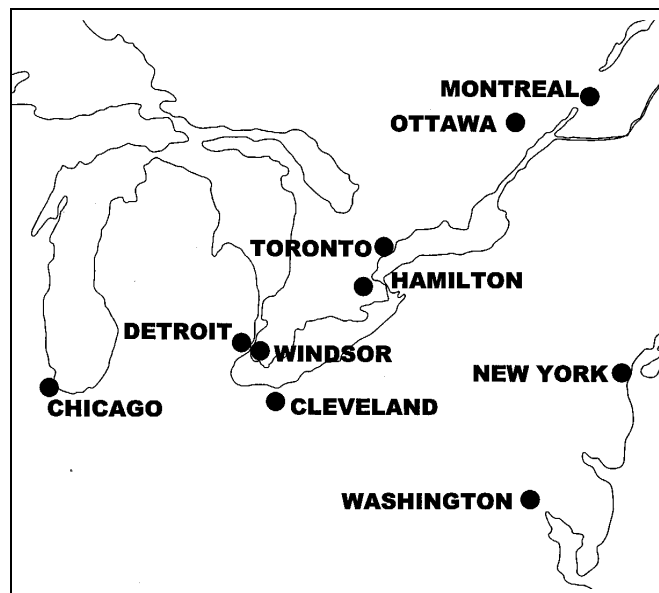 MONTREAL
OTTAWA
TORONTO
HAMILTON
DETROIT
WINDSOR
NEW YORK
CHICAGO
CLEVELAND
WASHINGTON